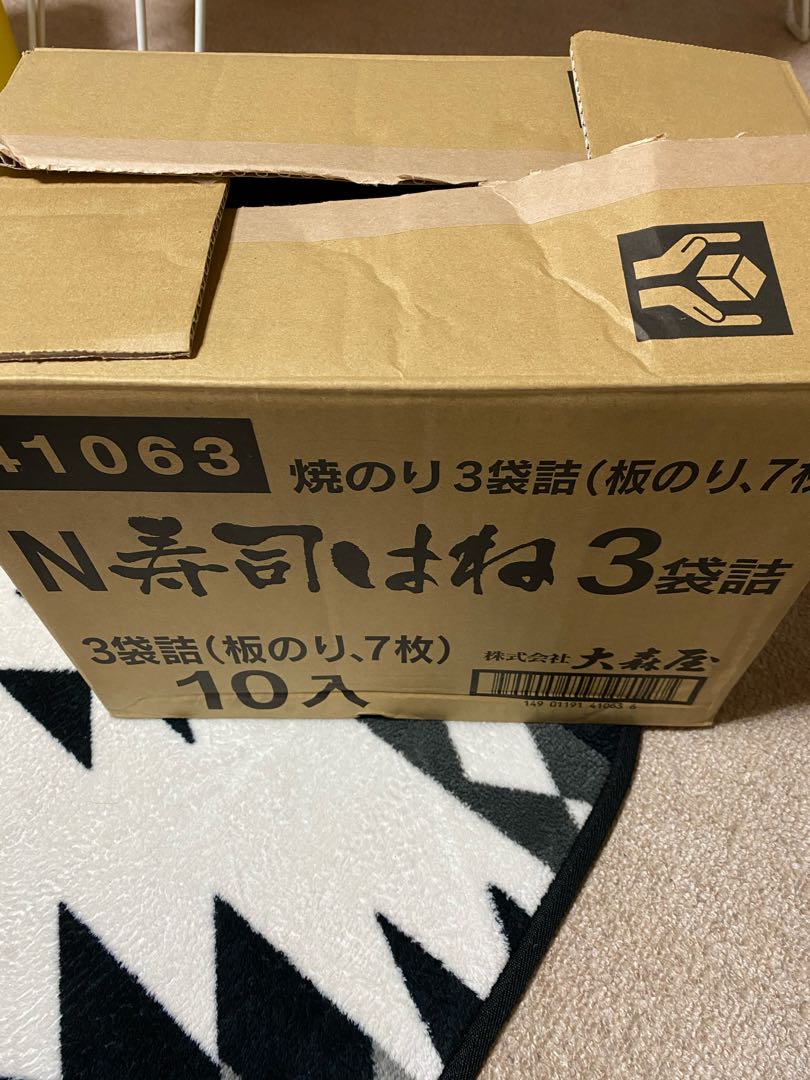 41063
焼のり3袋詰(板のり、7枚
N寿司はね3袋詰
3袋詰(板のり、7枚)
10入
株式会社 大森屋
149 01191 41063 6